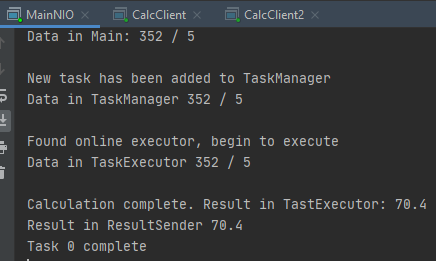 MainNIO CalcClient CalcClient2
Data in Main: 352 / 5
New task has been added to TaskManager
Data in TaskManager 352 / 5
Found online executor, begin to execute
Data in TaskExecutor 352 / 5
Calculation complete. Result in TastExecutor: 70.4
Result in ResultSender 70.4
Task 0 complete